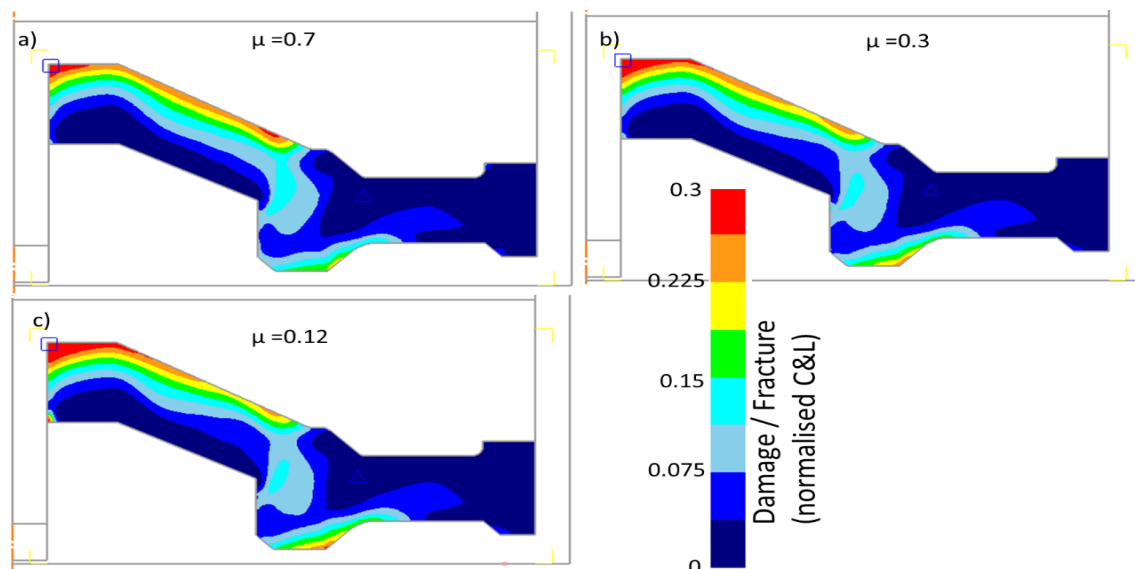 a)
μ =0.7
b)
μ =0.3
c)
μ =0.12
0.3
0.225
0.15
0.075
0
Damage / Fracture
(normalised C&L)